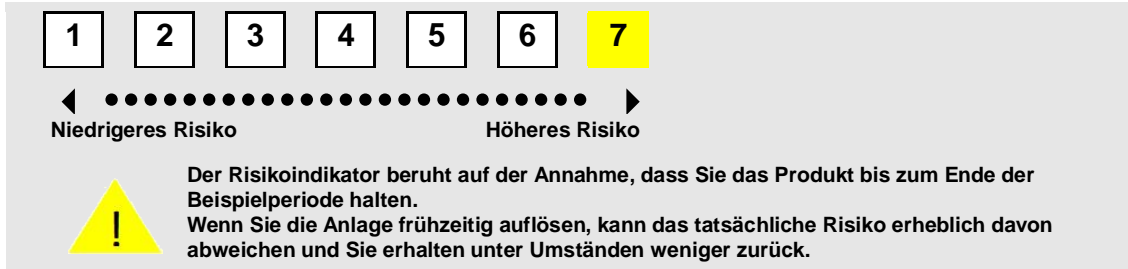 1 2 3 4 5 6 7
Niedrigeres Risiko Höheres Risiko
Der Risikoindikator beruht auf der Annahme, dass Sie das Produkt bis zum Ende der
Beispielperiode halten.
Wenn Sie die Anlage frühzeitig auflösen, kann das tatsächliche Risiko erheblich davon
abweichen und Sie erhalten unter Umständen weniger zurück.
!